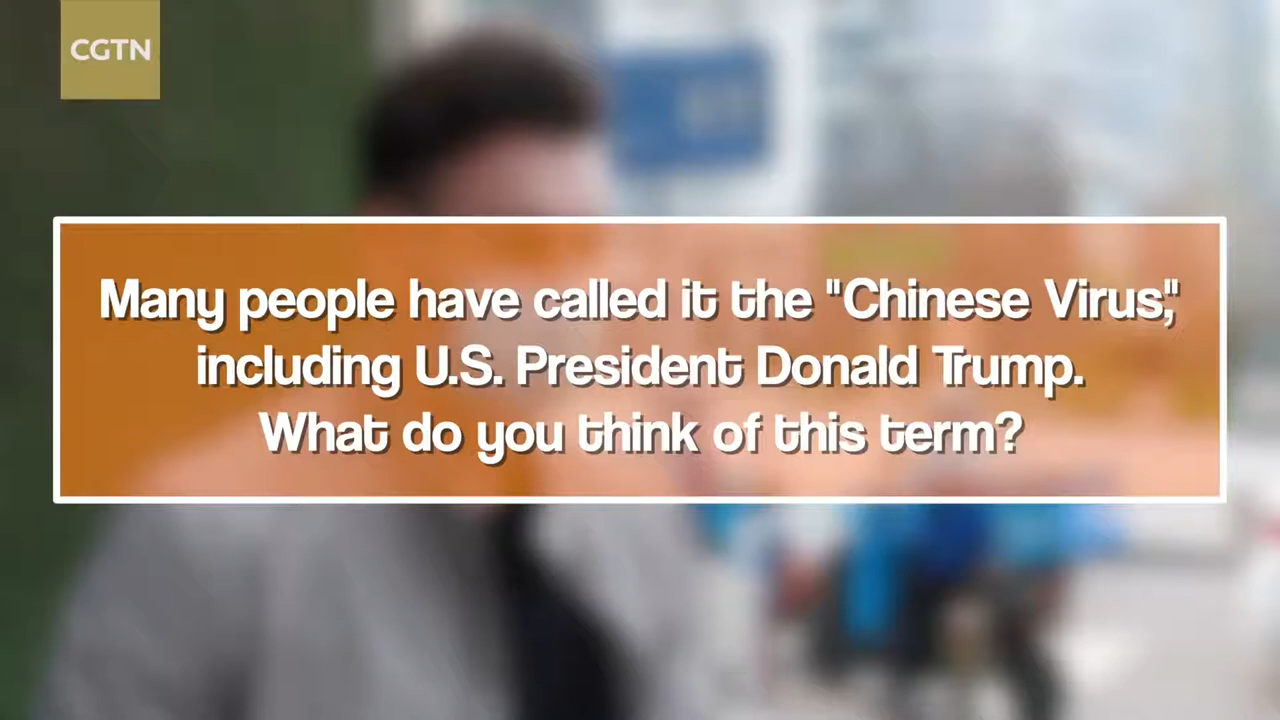 CGTN
Many people have called it the "Chinese Virus",
including U.S. President Donald Trump.
What do you think of this term?